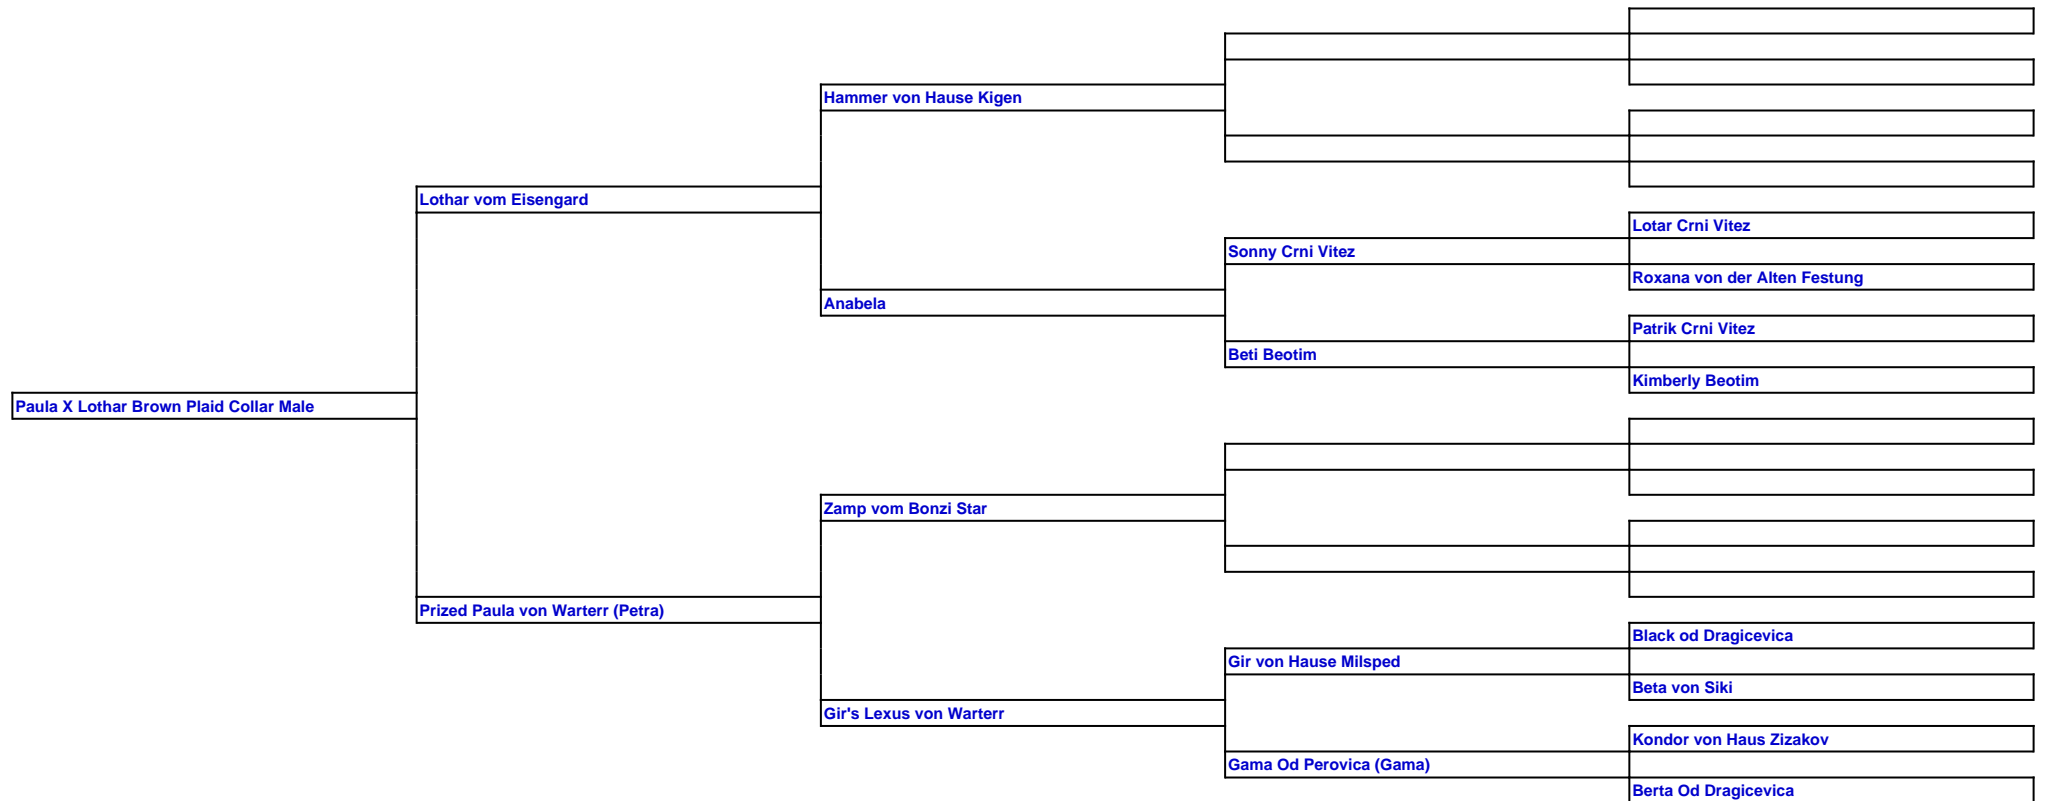 Hammer von Hause Kigen
Lothar vom Eisengard
Lotar Crni Vitez
Sonny Crni Vitez
Roxana von der Alten Festung
Anabela
Patrik Crni Vitez
Beti Beotim
Kimberly Beotim
Paula X Lothar Brown Plaid Collar Male
Zamp vom Bonzi Star
Prized Paula von Warterr (Petra)
Black od Dragicevica
Gir von Hause Milsped
Beta von Siki
Gir's Lexus von Warterr
Kondor von Haus Zizakov
Gama Od Perovica (Gama)
Berta Od Dragicevica